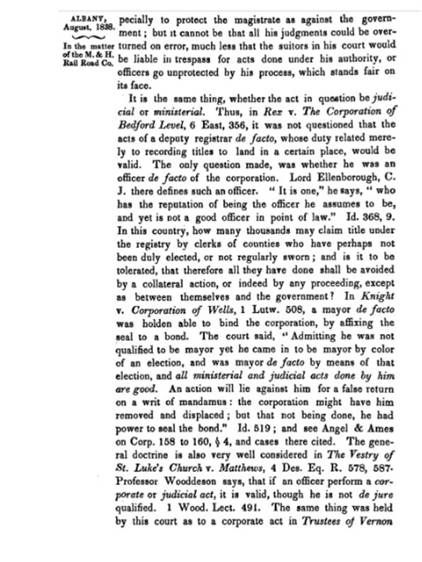 ALBANY,
August, 1838.
In the matter
of the M. & H.
Rail Road Co.
pecially to protect the magistrate as against the govern-
ment; but it cannot be that all his judgments could be over-
turned on error, much less that the suitors in his court would
be liable in trespass for acts done under his authority, or
officers go unprotected by his process, which stands fair on
its face.
It is the same thing, whether the act in question be judi-
cial or ministerial. Thus, in Rex v. The Corporation of
Bedford Level, 6 East, 356, it was not questioned that the
acts of a deputy registrar de facto, whose duty related mere-
ly to recording titles to land in a certain place, would be
valid. The only question made, was whether he was an
officer de facto of the corporation. Lord Ellenborough, C.
J. there defines such an officer. " It is one," he says, " who
has the reputation of being the officer he assumes to be,
and yet is not a good officer in point of law." Id. 368, 9.
In this country, how many thousands may claim title under
the registry by clerks of counties who have perhaps not
been duly elected, or not regularly sworn; and is it to be
tolerated, that therefore all they have done shall be avoided
by a collateral action, or indeed by any proceeding, except
as between themselves and the government? In Knight
v. Corporation of Wells, 1 Lutw. 508, a mayor de facto
was holden able to bind the corporation, by affixing the
seal to a bond. The court said, " Admitting he was not
qualified to be mayor yet he came in to be mayor by color
of an election, and was mayor de facto by means of that
election, and all ministerial and judicial acts done by him
are good. An action will lie against him for a false return
on a writ of mandamus: the corporation might have him
removed and displaced; but that not being done, he had
power to seal the bond." Id. 519; and see Angel & Ames
on Corp. 158 to 160, § 4, and cases there cited. The gene-
ral doctrine is also very well considered in The Vestry of
St. Luke's Church v. Matthews, 4 Des. Eq. R. 578, 587.
Professor Wooddeson says, that if an officer perform a cor-
porate or judicial act, it is valid, though he is not de jure
qualified. 1 Wood. Lect. 491. The same thing was held
by this court as to a corporate act in Trustees of Vernon